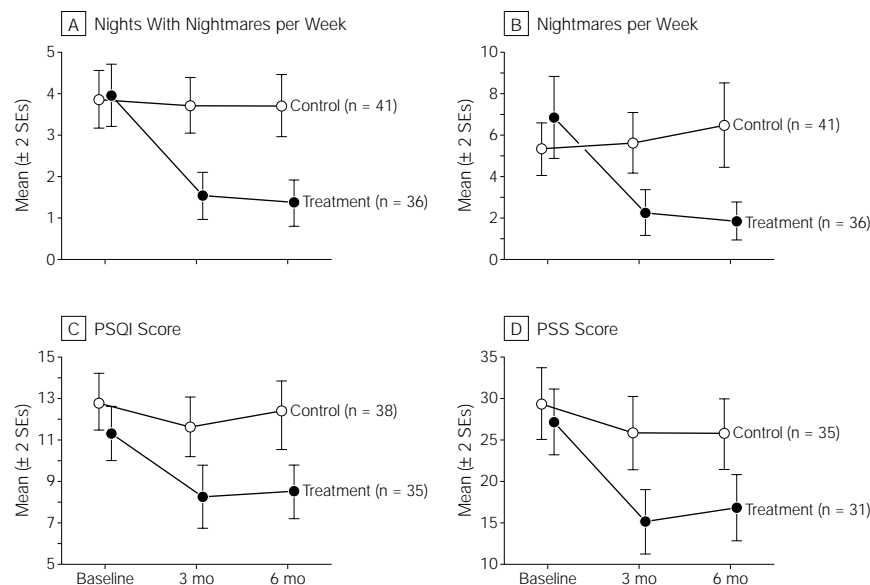 A Nights With Nightmares per Week
5
4
3
2
1
0
Mean (± 2 SEs)
Control (n = 41)
Treatment (n = 36)
B Nightmares per Week
10
8
6
4
2
0
Mean (± 2 SEs)
Control (n = 41)
Treatment (n = 36)
C PSQI Score
15
13
11
9
7
5
Mean (± 2 SEs)
Control (n = 38)
Treatment (n = 35)
Baseline 3 mo 6 mo
D PSS Score
35
30
25
20
15
10
Mean (± 2 SEs)
Control (n = 35)
Treatment (n = 31)
Baseline 3 mo 6 mo